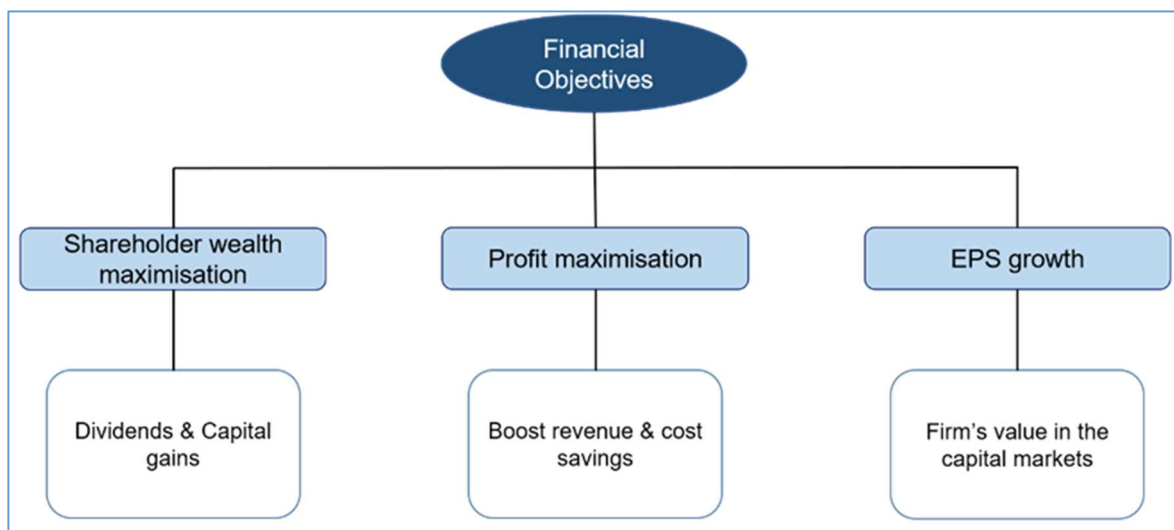 Financial
Objectives
Shareholder wealth
maximisation
Profit maximisation
EPS growth
Dividends & Capital
gains
Boost revenue & cost
savings
Firm's value in the
capital markets